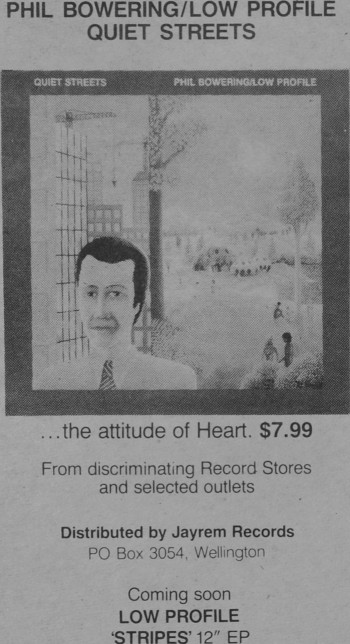 PHIL BOWERING/LOW PROFILE
QUIET STREETS
QUIET STREETS PHIL BOWERING/LOW PROFILE
...the attitude of Heart. $7.99
From discriminating Record Stores
and selected outlets
Distributed by Jayrem Records
PO Box 3054, Wellington
Coming soon
LOW PROFILE
'STRIPES' 12" EP